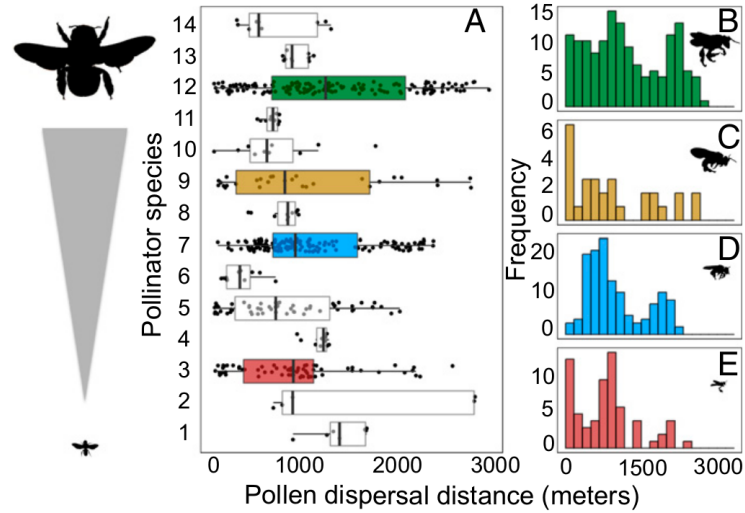 A
14
13
12
11
10
9
8
7
6
5
4
3
2
1
Pollinator species
0 1000 2000 3000
Pollen dispersal distance (meters)
Frequency
B
15
10
5
0
C
6
4
2
0
D
20
10
0
E
10
5
0
0 1500 3000